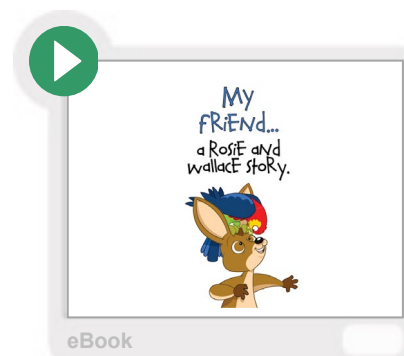 My
fRiENd...
a RosiE aNd
wallacE stoRy.
eBook